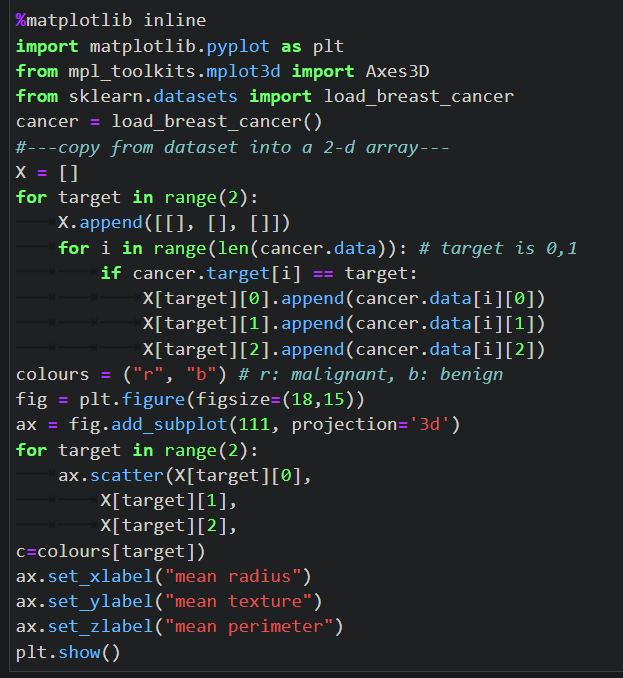 %matplotlib inline
import matplotlib.pyplot as plt
from mpl_toolkits.mplot3d import Axes3D
from sklearn.datasets import load_breast_cancer
cancer = load_breast_cancer()
#---copy from dataset into a 2-d array---
X = []
for target in range(2):
    X.append([[], [], []])
    for i in range(len(cancer.data)): # target is 0,1
        if cancer.target[i] == target:
            X[target][0].append(cancer.data[i][0])
            X[target][1].append(cancer.data[i][1])
            X[target][2].append(cancer.data[i][2])
colours = ("r", "b") # r: malignant, b: benign
fig = plt.figure(figsize=(18,15))
ax = fig.add_subplot(111, projection='3d')
for target in range(2):
    ax.scatter(X[target][0],
        X[target][1],
        X[target][2],
c=colours[target])
ax.set_xlabel("mean radius")
ax.set_ylabel("mean texture")
ax.set_zlabel("mean perimeter")
plt.show()